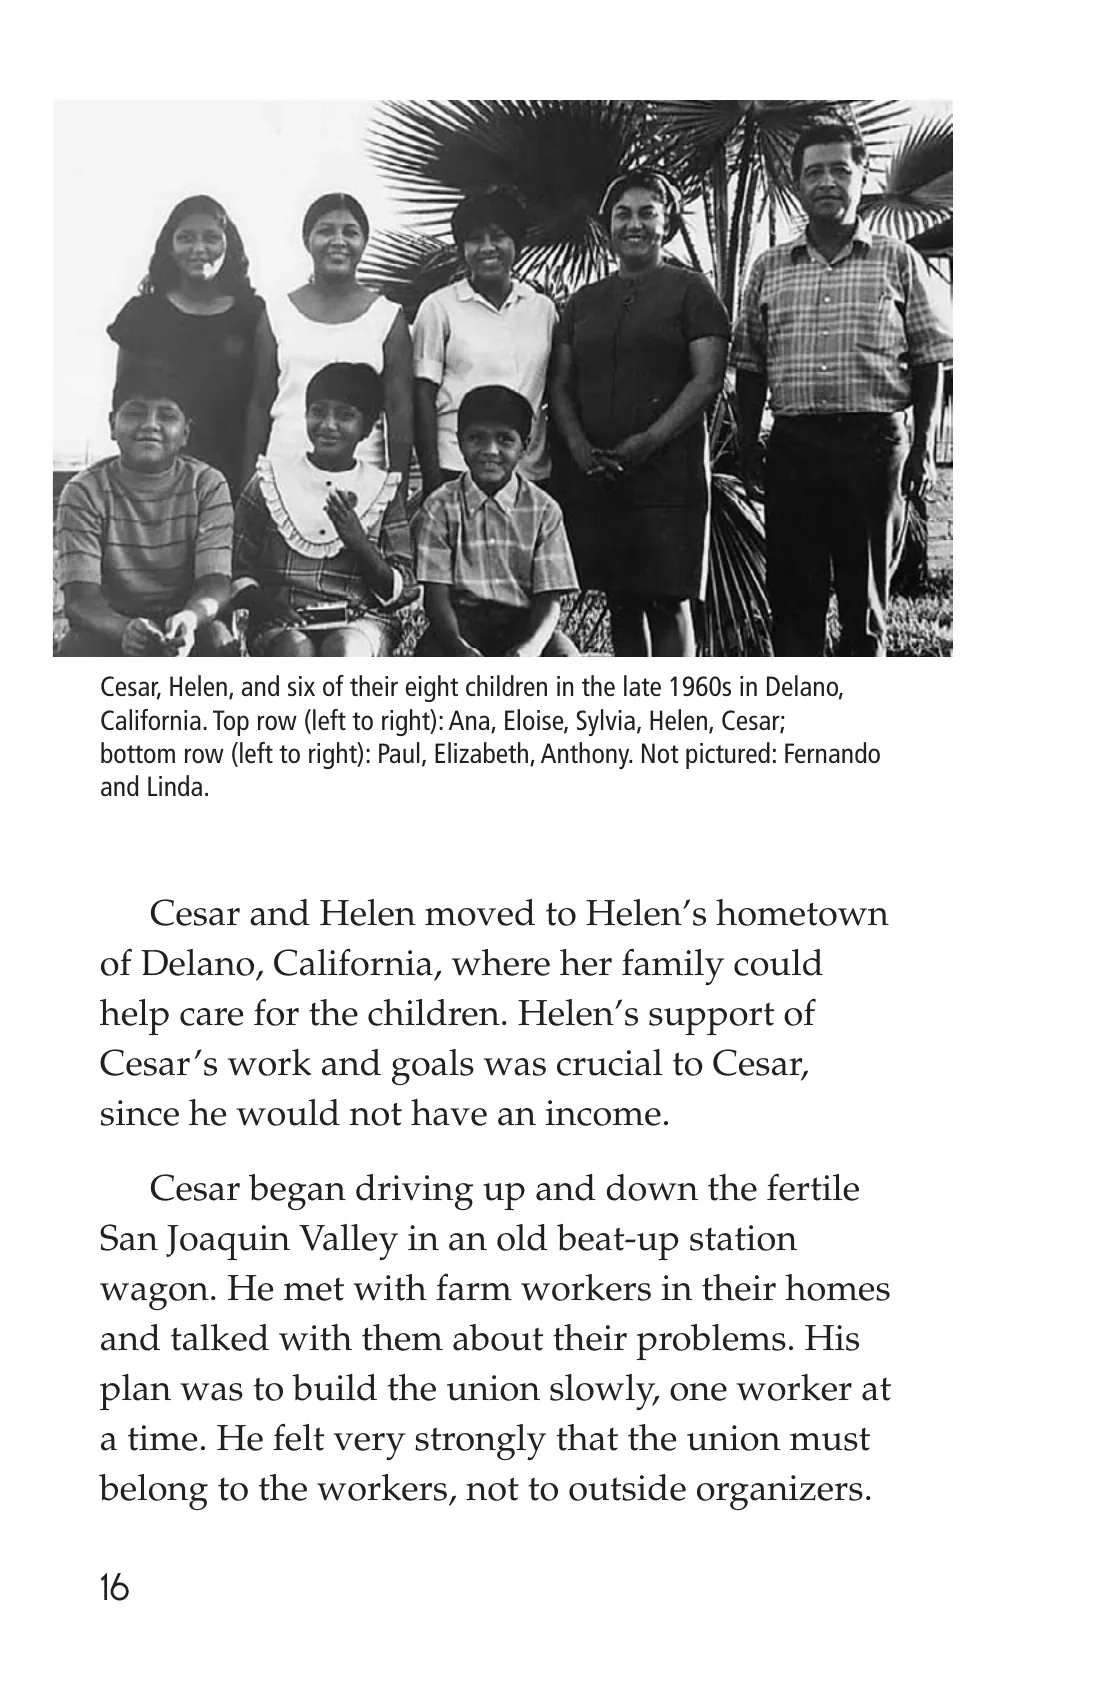 Cesar, Helen, and six of their eight children in the late 1960s in Delano,
California. Top row (left to right): Ana, Eloise, Sylvia, Helen, Cesar;
bottom row (left to right): Paul, Elizabeth, Anthony. Not pictured: Fernando
and Linda.
Cesar and Helen moved to Helen’s hometown
of Delano, California, where her family could
help care for the children. Helen’s support of
Cesar’s work and goals was crucial to Cesar,
since he would not have an income.
Cesar began driving up and down the fertile
San Joaquin Valley in an old beat-up station
wagon. He met with farm workers in their homes
and talked with them about their problems. His
plan was to build the union slowly, one worker at
a time. He felt very strongly that the union must
belong to the workers, not to outside organizers.
16